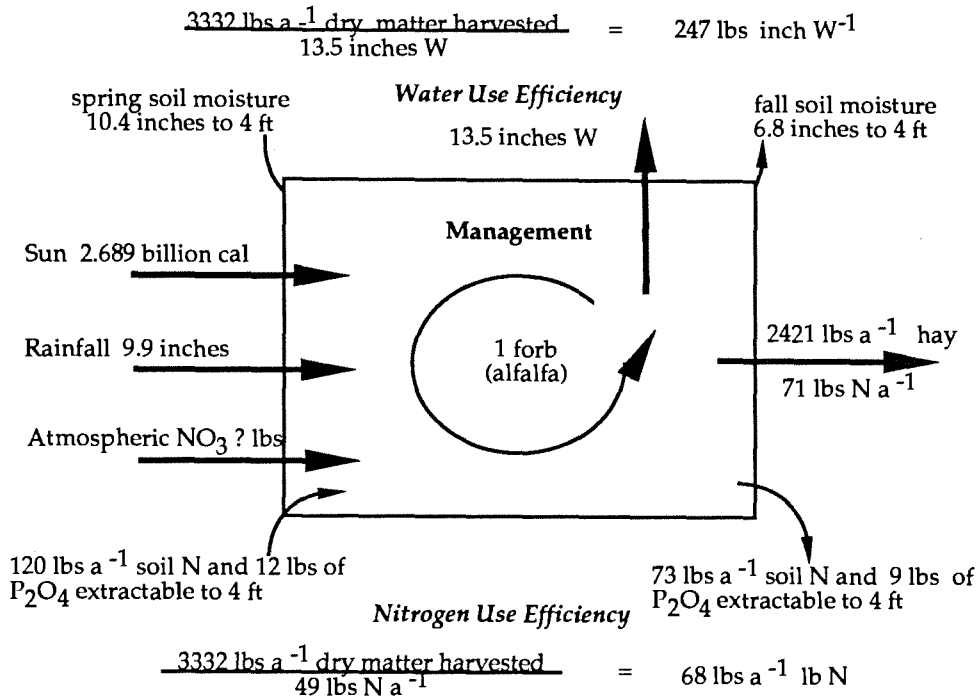 3332 lbs a -1 dry matter harvested
13.5 inches W
= 247 lbs inch W-1
Water Use Efficiency
spring soil moisture
10.4 inches to 4 ft
13.5 inches W
fall soil moisture
6.8 inches to 4 ft
Management
Sun 2.689 billion cal
Rainfall 9.9 inches
1 forb
(alfalfa)
2421 lbs a -1 hay
71 lbs N a -1
Atmospheric NO3 ? lbs
120 lbs a -1 soil N and 12 lbs of
P2O4 extractable to 4 ft
73 lbs a -1 soil N and 9 lbs of
P2O4 extractable to 4 ft
Nitrogen Use Efficiency
3332 lbs a -1 dry matter harvested
49 lbs N a -1
= 68 lbs a -1 lb N